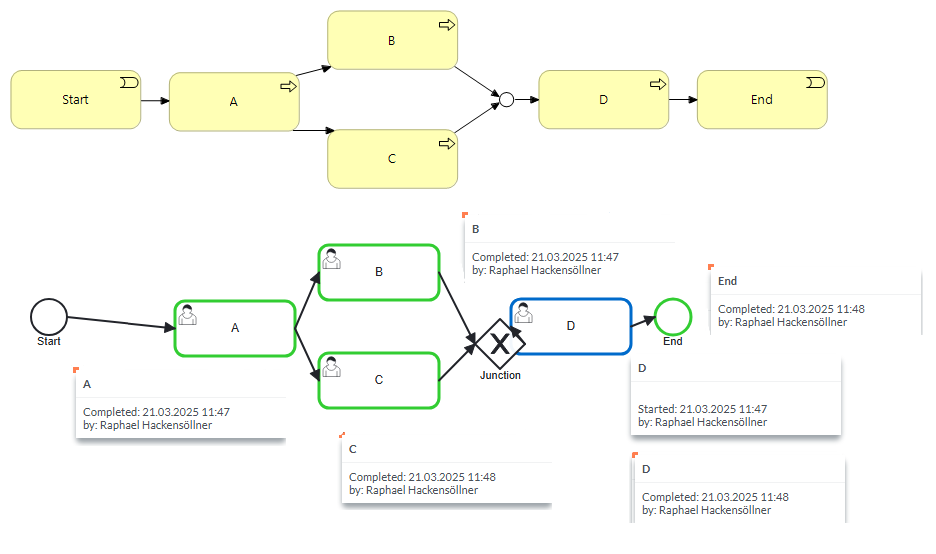 B
Start
A
D
End
C
B
Completed: 21.03.2025 11:47
by: Raphael Hackensöllner
B
End
Completed: 21.03.2025 11:48
by: Raphael Hackensöllner
A
D
Start
X
End
Junction
C
D
Started: 21.03.2025 11:47
by: Raphael Hackensöllner
A
Completed: 21.03.2025 11:47
by: Raphael Hackensöllner
C
Completed: 21.03.2025 11:48
by: Raphael Hackensöllner
D
Completed: 21.03.2025 11:48
by: Raphael Hackensöllner